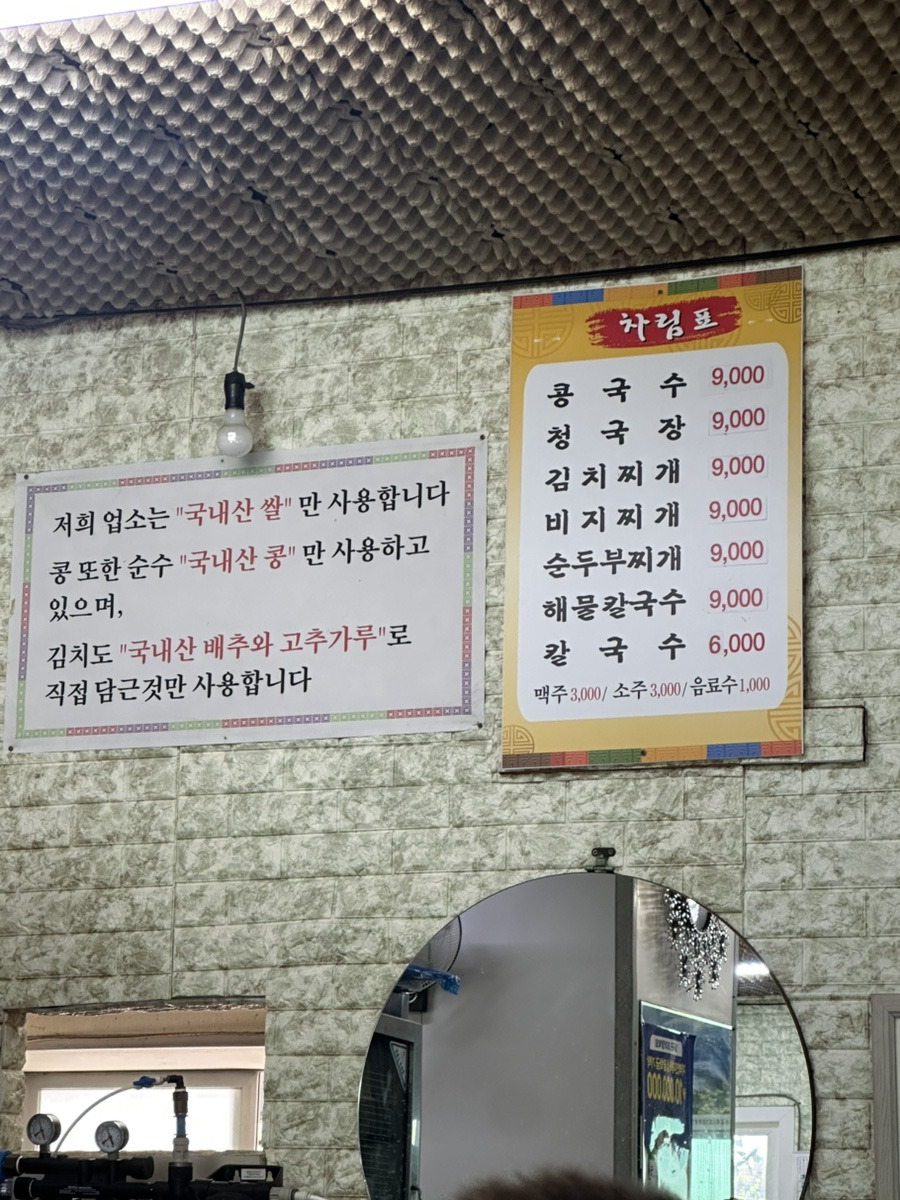 저희 업소는 "국내산 쌀" 만 사용합니다
콩 또한 순수 "국내산 콩" 만 사용하고
있으며,
김치도 "국내산 배추와 고추가루"로
직접 담근것만 사용합니다
차림표
콩국수 9,000
청국장 9,000
김치찌개 9,000
비지찌개 9,000
순두부찌개 9,000
해물칼국수 9,000
칼국수 6,000
맥주 3,000/ 소주 3,000/ 음료수 1,000